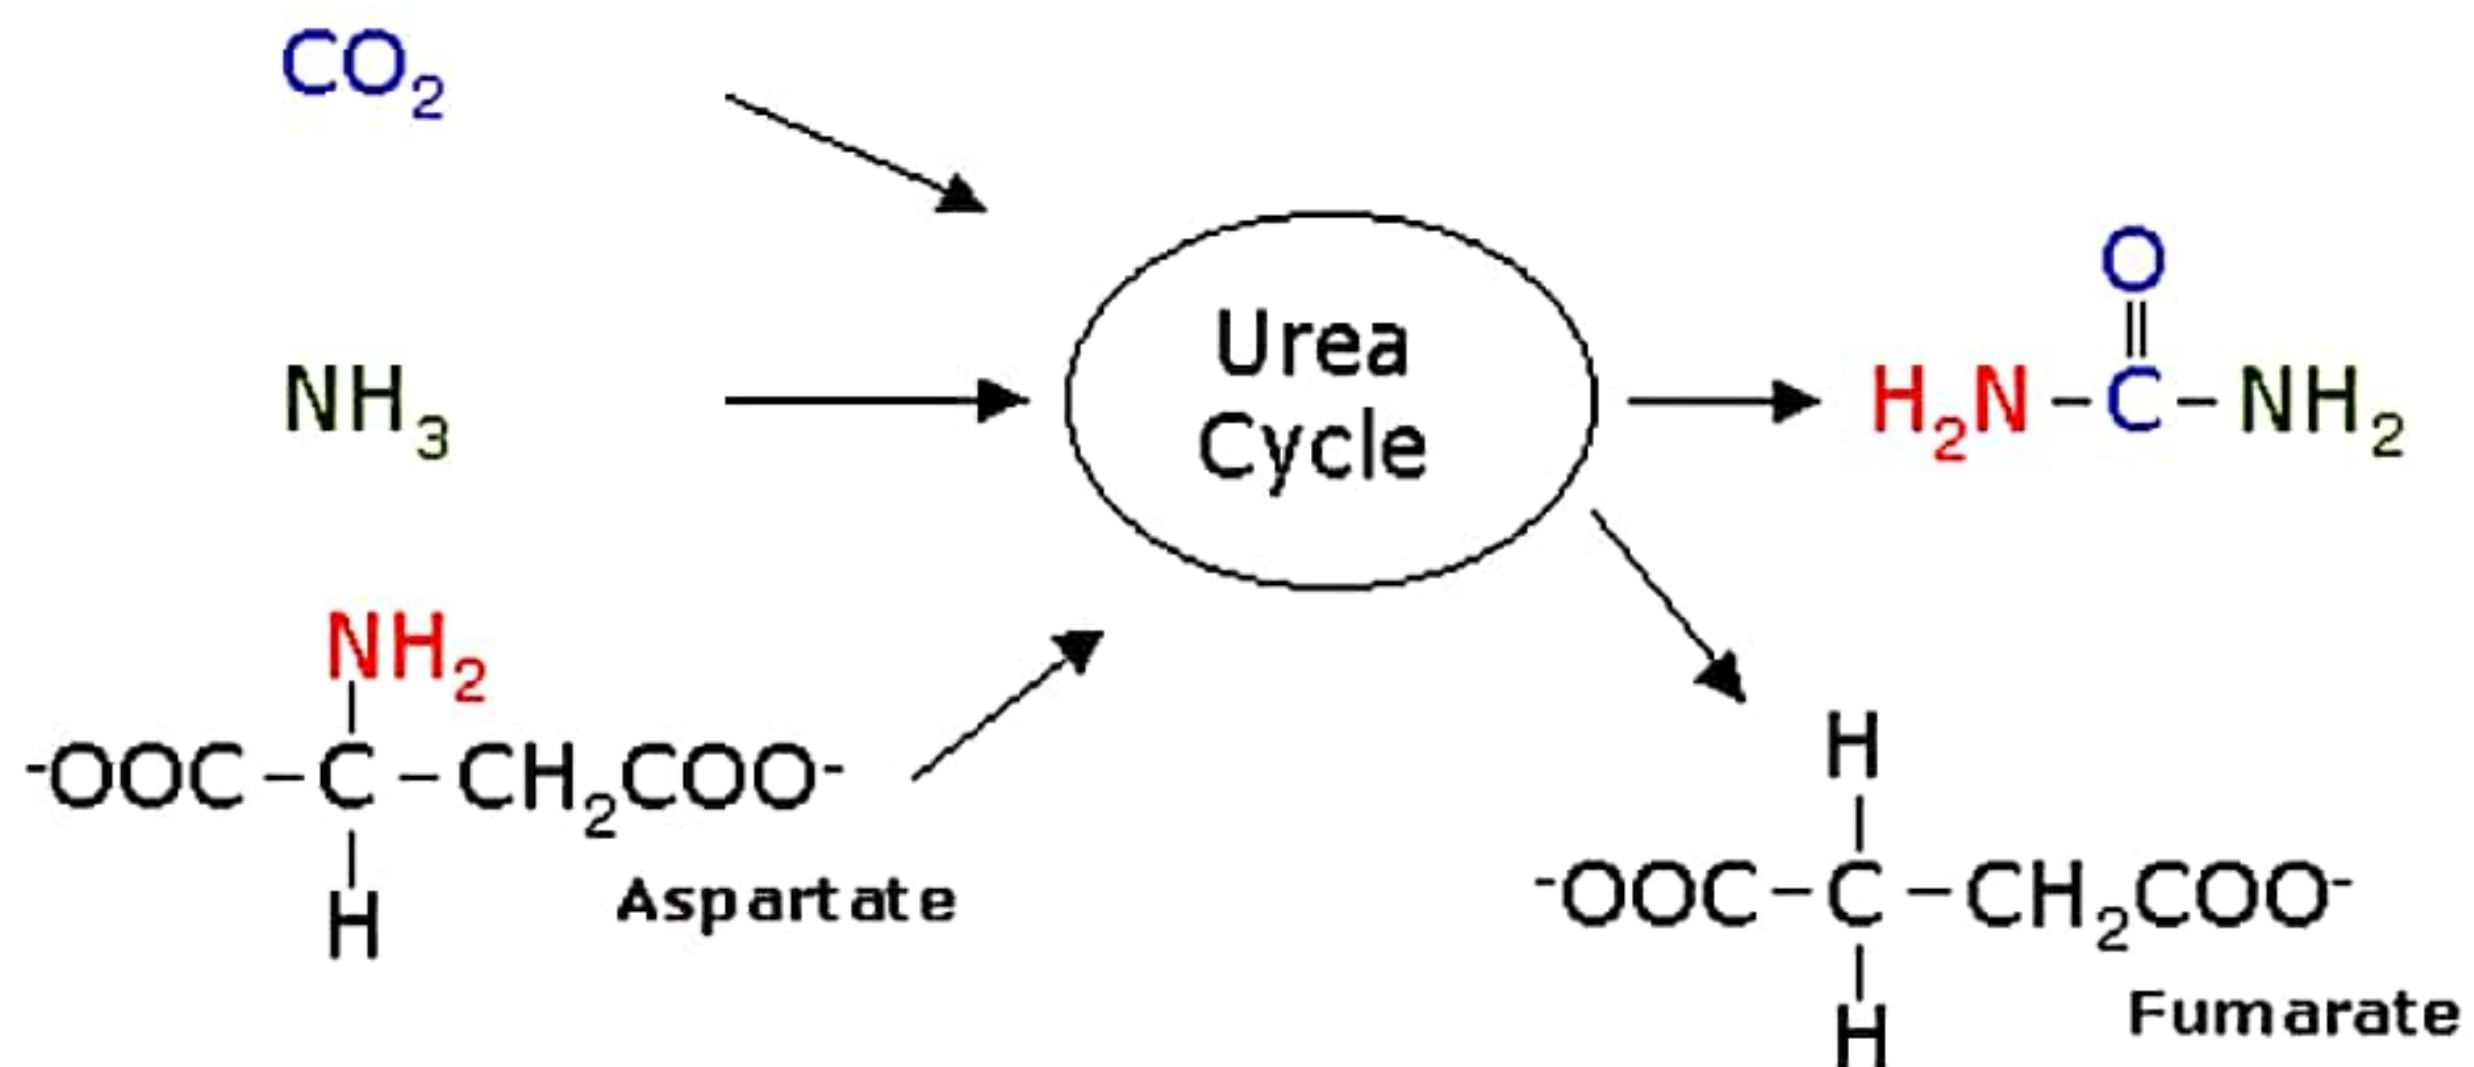 CO₂
NH₃
Urea
Cycle
O
H₂N – C – NH₂
NH₂
⁻OOC – C – CH₂COO⁻
H
Aspartate
H
⁻OOC – C – CH₂COO⁻
H
Fumarate